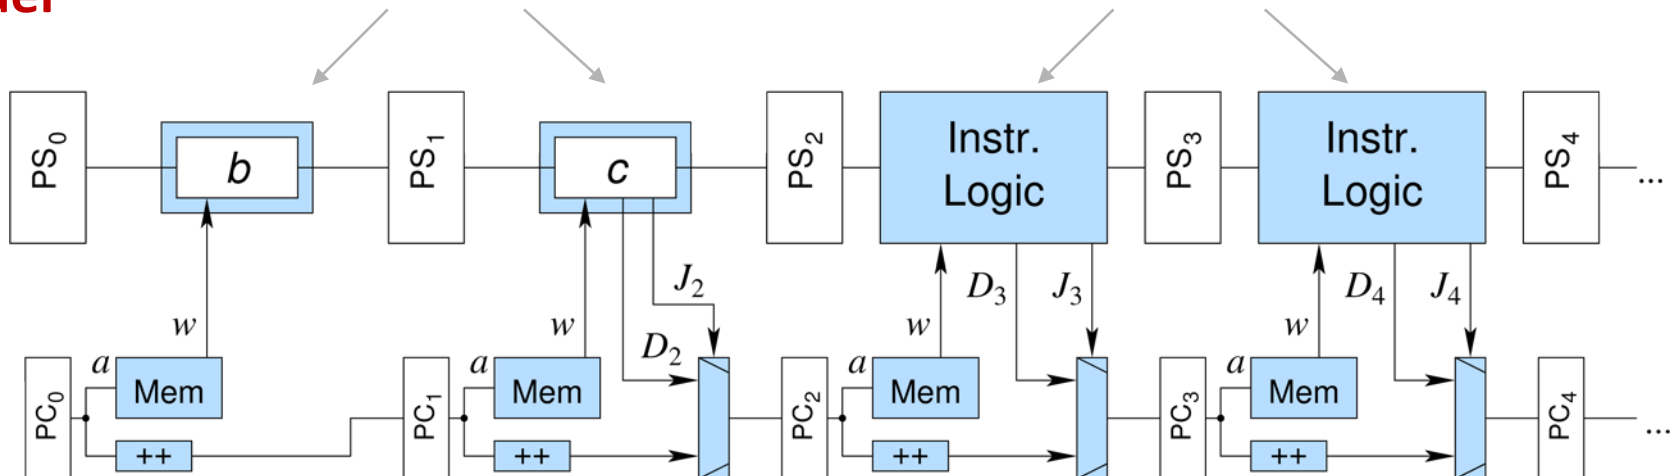 PS0
b
PS1
c
PS2
Instr.
Logic
PS3
Instr.
Logic
PS4
...
J2
D3
J3
D4
J4
w
w
D2
w
w
PC0
a
Mem
++
PC1
a
Mem
++
PC2
a
Mem
++
PC3
a
Mem
++
PC4
...